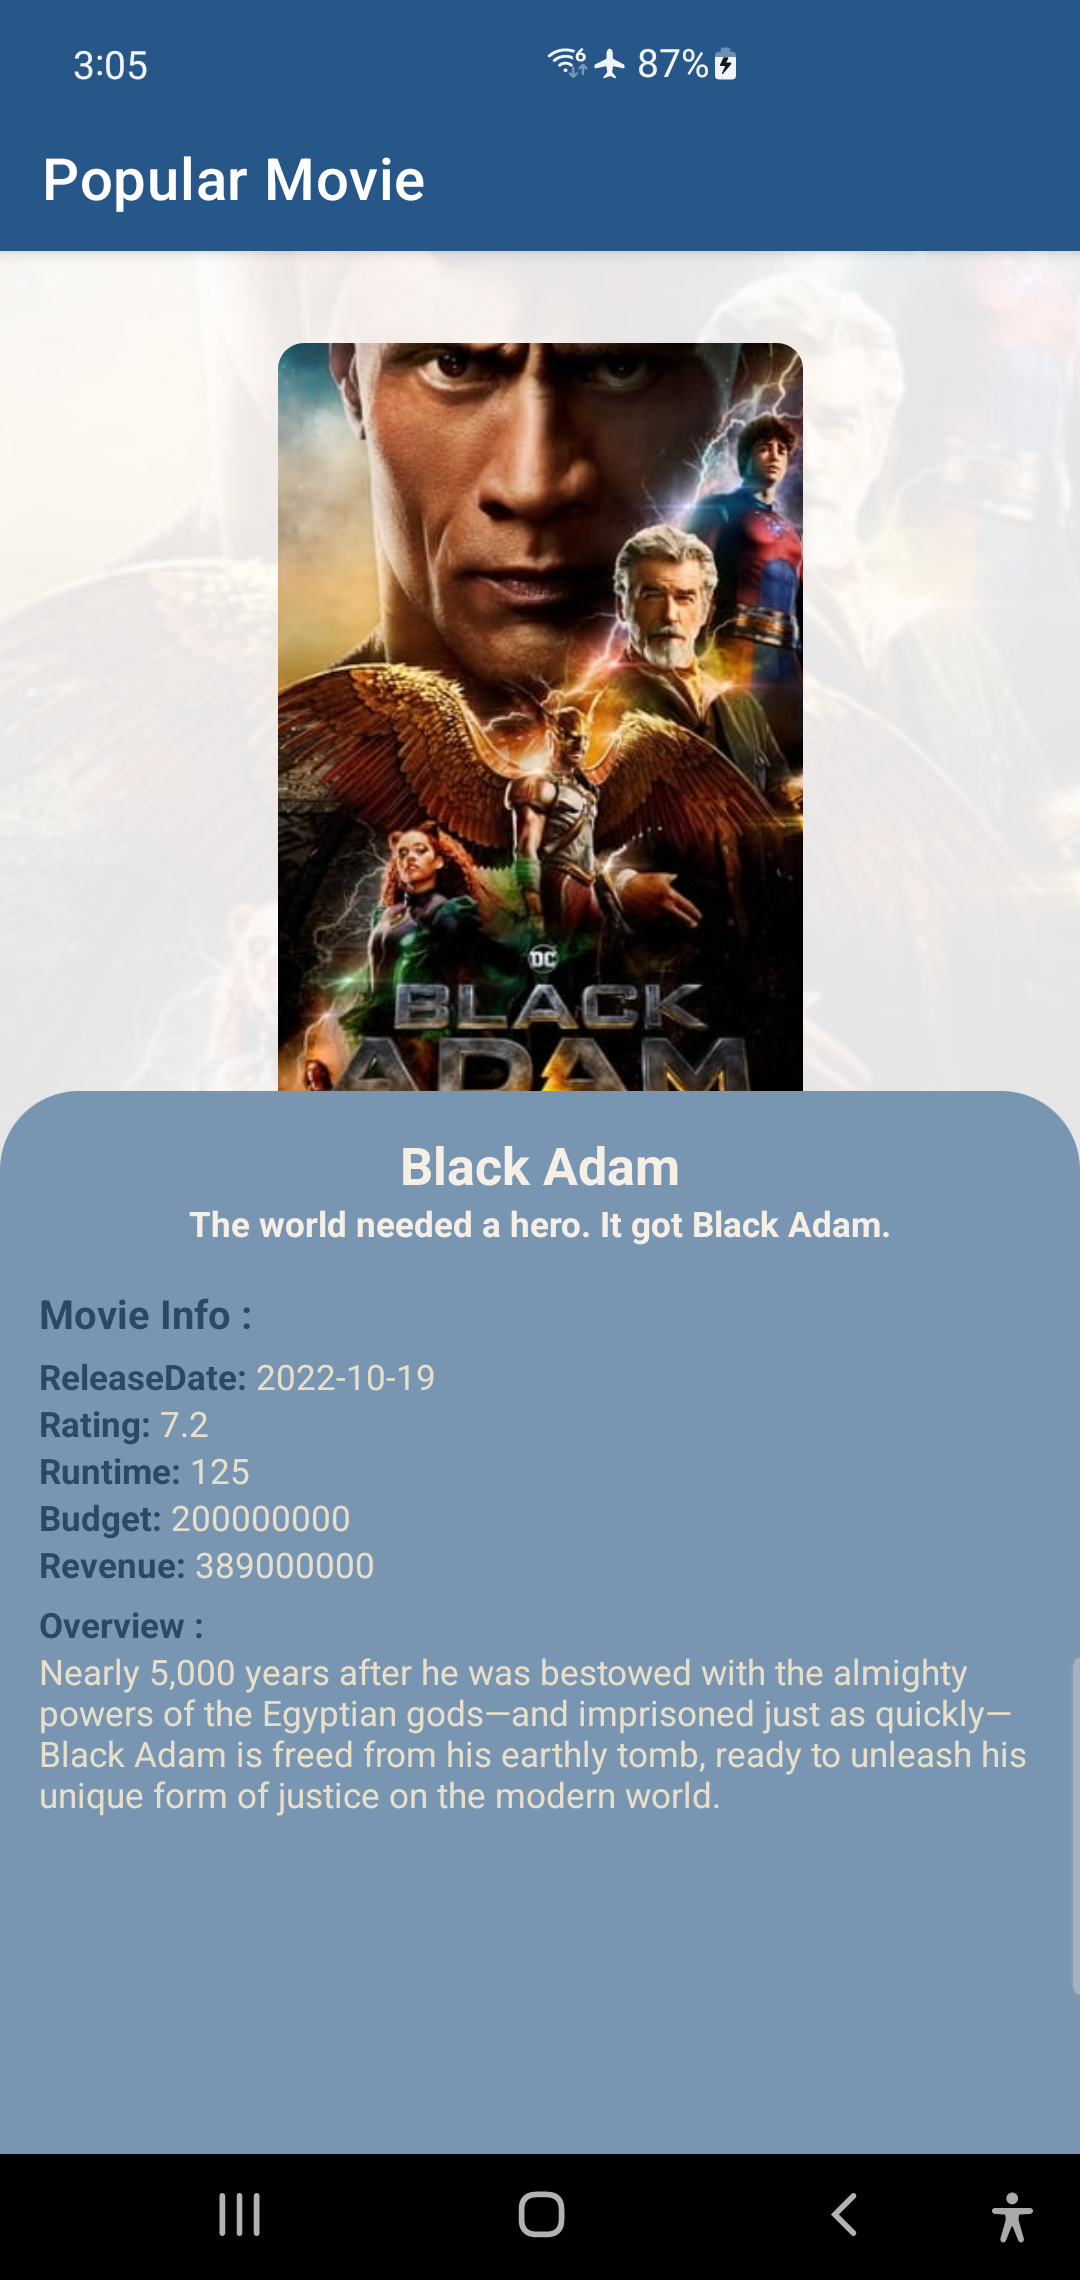 3:05
6 87%
Popular Movie
DC
BLACK
ADAM
Black Adam
The world needed a hero. It got Black Adam.
Movie Info :
ReleaseDate: 2022-10-19
Rating: 7.2
Runtime: 125
Budget: 200000000
Revenue: 389000000
Overview :
Nearly 5,000 years after he was bestowed with the almighty
powers of the Egyptian gods—and imprisoned just as quickly—
Black Adam is freed from his earthly tomb, ready to unleash his
unique form of justice on the modern world.